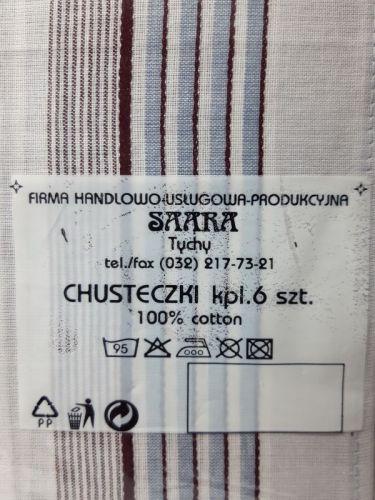 FIRMA HANDLOWO-USŁUGOWA-PRODUKCYJNA
SAARA
Tychy
tel./fax (032) 217-73-21
CHUSTECZKI kpl.6 szt.
100% cotton
95
PP